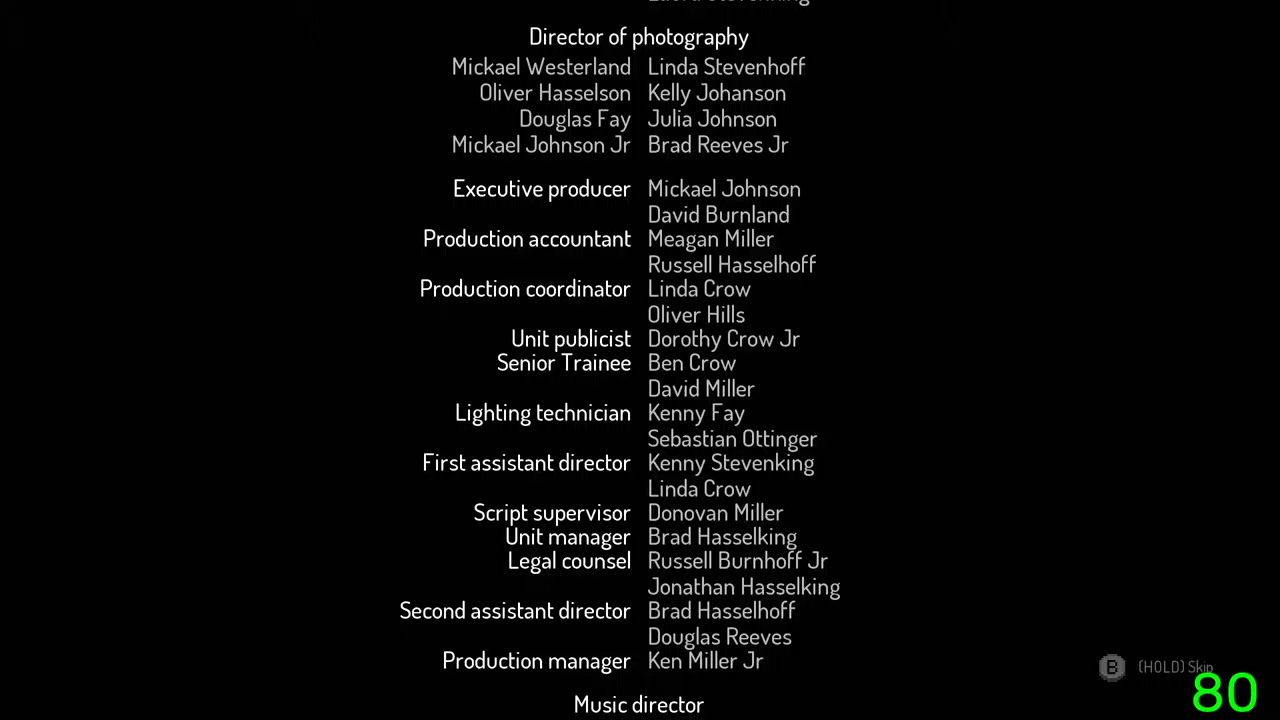 Director of photography
Mickael Westerland Linda Stevenhoff
Oliver Hasselson Kelly Johanson
Douglas Fay Julia Johnson
Mickael Johnson Jr Brad Reeves Jr
Executive producer Mickael Johnson
David Burnland
Production accountant Meagan Miller
Russell Hasselhoff
Production coordinator Linda Crow
Oliver Hills
Unit publicist Dorothy Crow Jr
Senior Trainee Ben Crow
David Miller
Lighting technician Kenny Fay
Sebastian Ottinger
First assistant director Kenny Stevenking
Linda Crow
Script supervisor Donovan Miller
Unit manager Brad Hasselking
Legal counsel Russell Burnhoff Jr
Jonathan Hasselking
Second assistant director Brad Hasselhoff
Douglas Reeves
Production manager Ken Miller Jr
B (HOLD) Skip
80
Music director